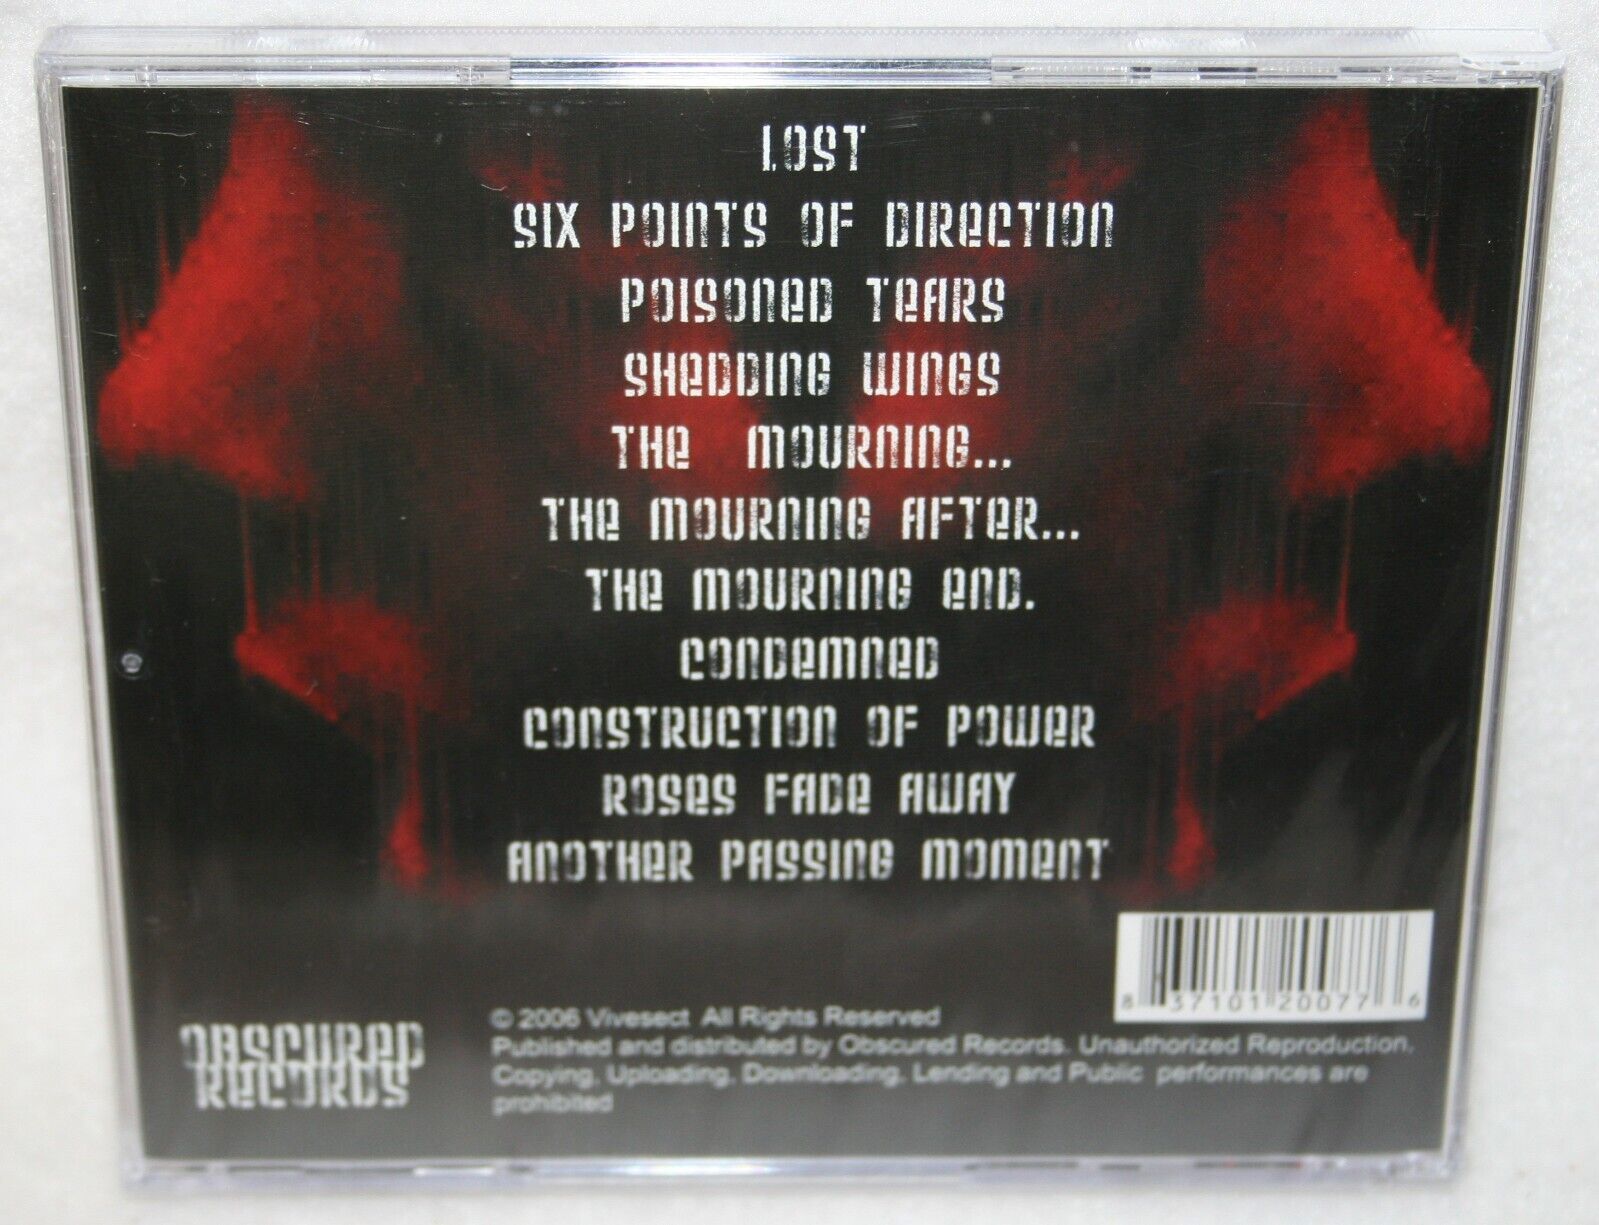 LOST
SIX POINTS OF DIRECTION
POISONED TEARS
SHEDDING WINGS
THE MOURNING...
THE MOURNING AFTER...
THE MOURNING END.
CONDEMNED
CONSTRUCTION OF POWER
ROSES FADE AWAY
ANOTHER PASSING MOMENT
8 37101 20077 6
OBSCURED
RECORDS
© 2006 Vivesect All Rights Reserved
Published and distributed by Obscured Records. Unauthorized Reproduction,
Copying, Uploading, Downloading, Lending and Public performances are
prohibited